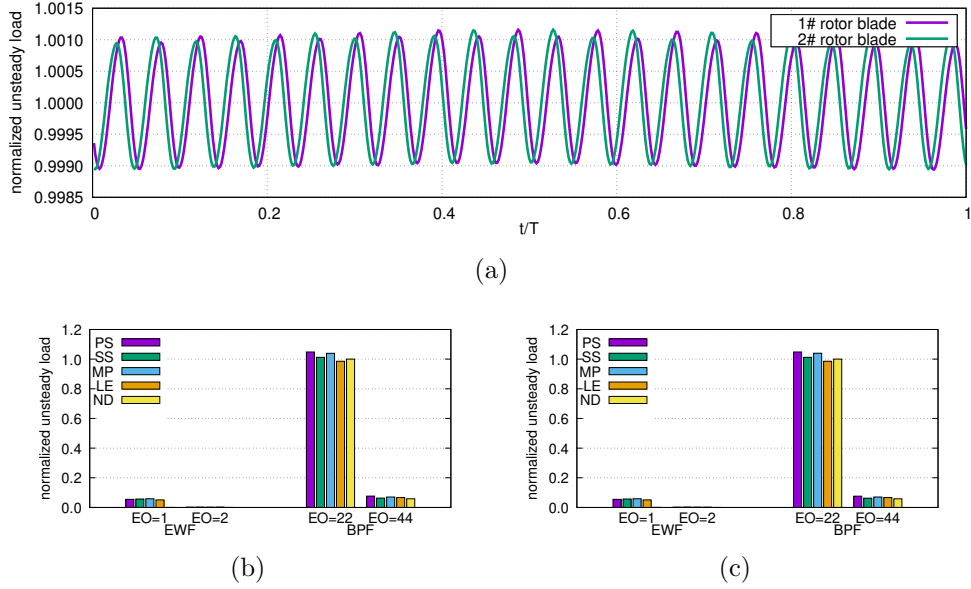 1.0015
1.0010
1.0005
1.0000
0.9995
0.9990
0.9985
normalized unsteady load
1# rotor blade
2# rotor blade
0 0.2 0.4 0.6 0.8 1
t/T
(a)
1.2
1.0
0.8
0.6
0.4
0.2
0.0
normalized unsteady load
PS
SS
MP
LE
ND
EO=1 EO=2 EO=22 EO=44
EWF BPF
(b)
1.2
1.0
0.8
0.6
0.4
0.2
0.0
normalized unsteady load
PS
SS
MP
LE
ND
EO=1 EO=2 EO=22 EO=44
EWF BPF
(c)